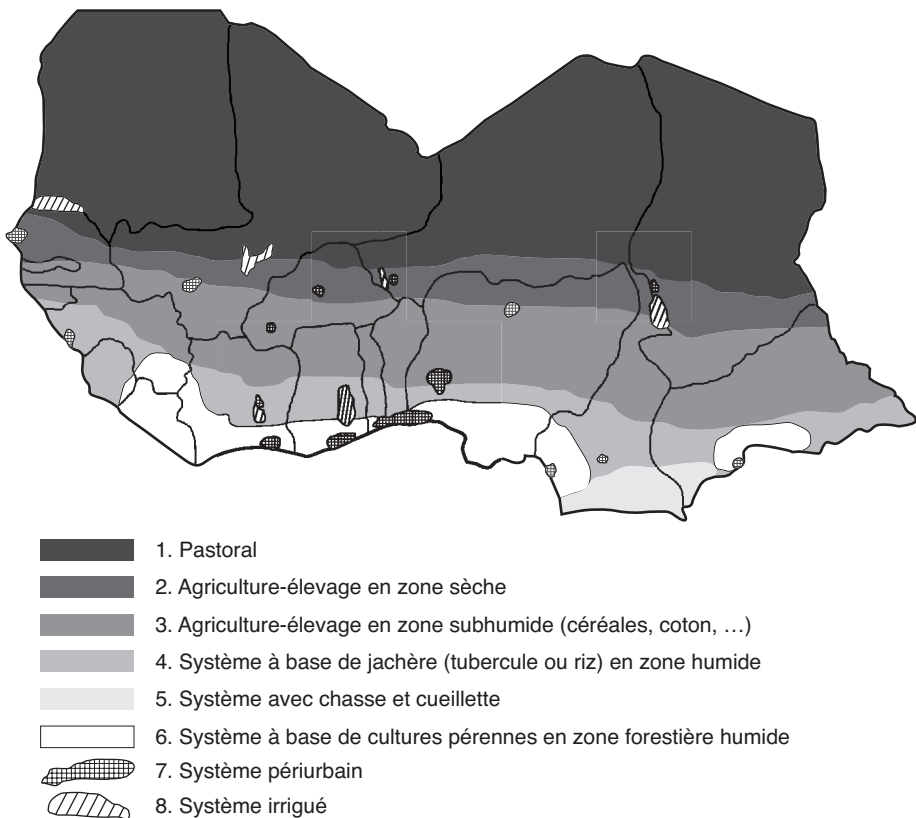 1. Pastoral
2. Agriculture-élevage en zone sèche
3. Agriculture-élevage en zone subhumide (céréales, coton, …)
4. Système à base de jachère (tubercule ou riz) en zone humide
5. Système avec chasse et cueillette
6. Système à base de cultures pérennes en zone forestière humide
7. Système périurbain
8. Système irrigué